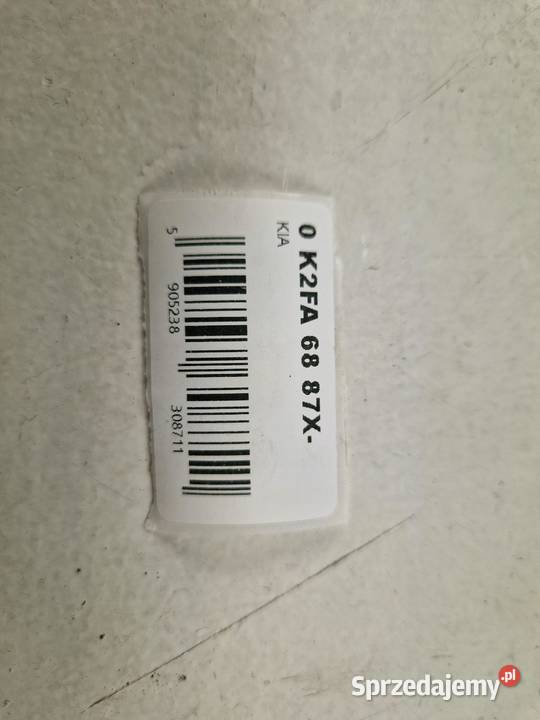 0 K2FA 68 87X-
KIA
5 905238 308711
Sprzedajemy.pl